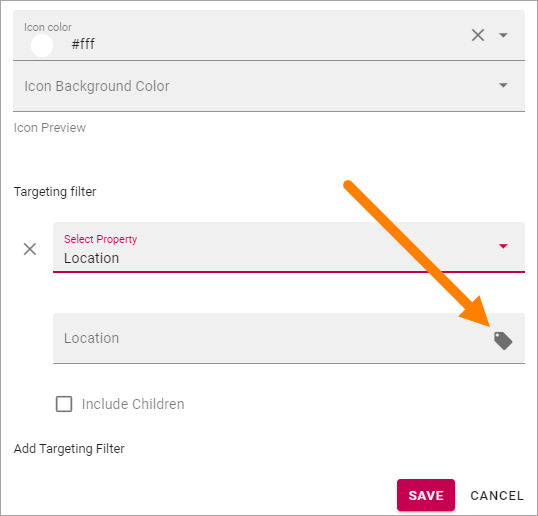 Icon color
#fff
Icon Background Color
Icon Preview
Targeting filter
Select Property
Location
Location
Include Children
Add Targeting Filter
SAVE CANCEL